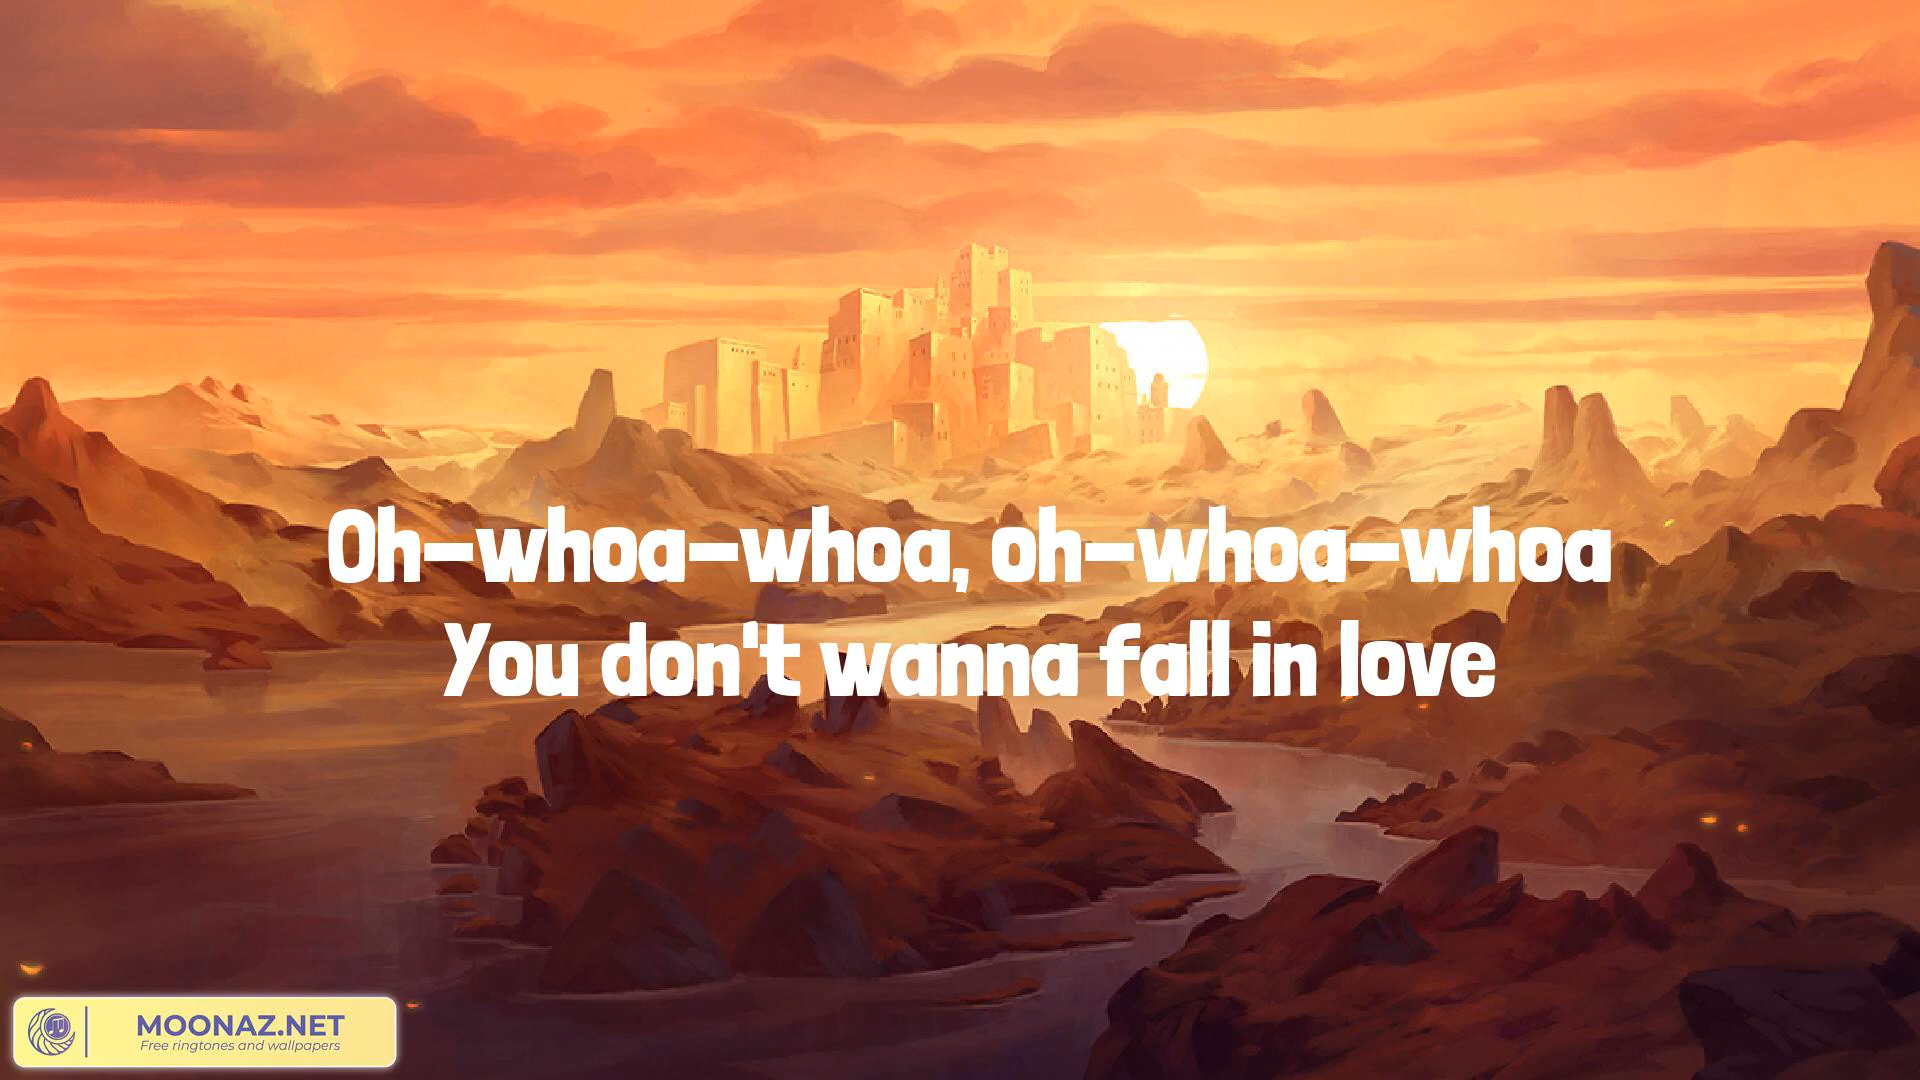 Oh-whoa-whoa, oh-whoa-whoa
You don't wanna fall in love
MOONAZ.NET
Free ringtones and wallpapers